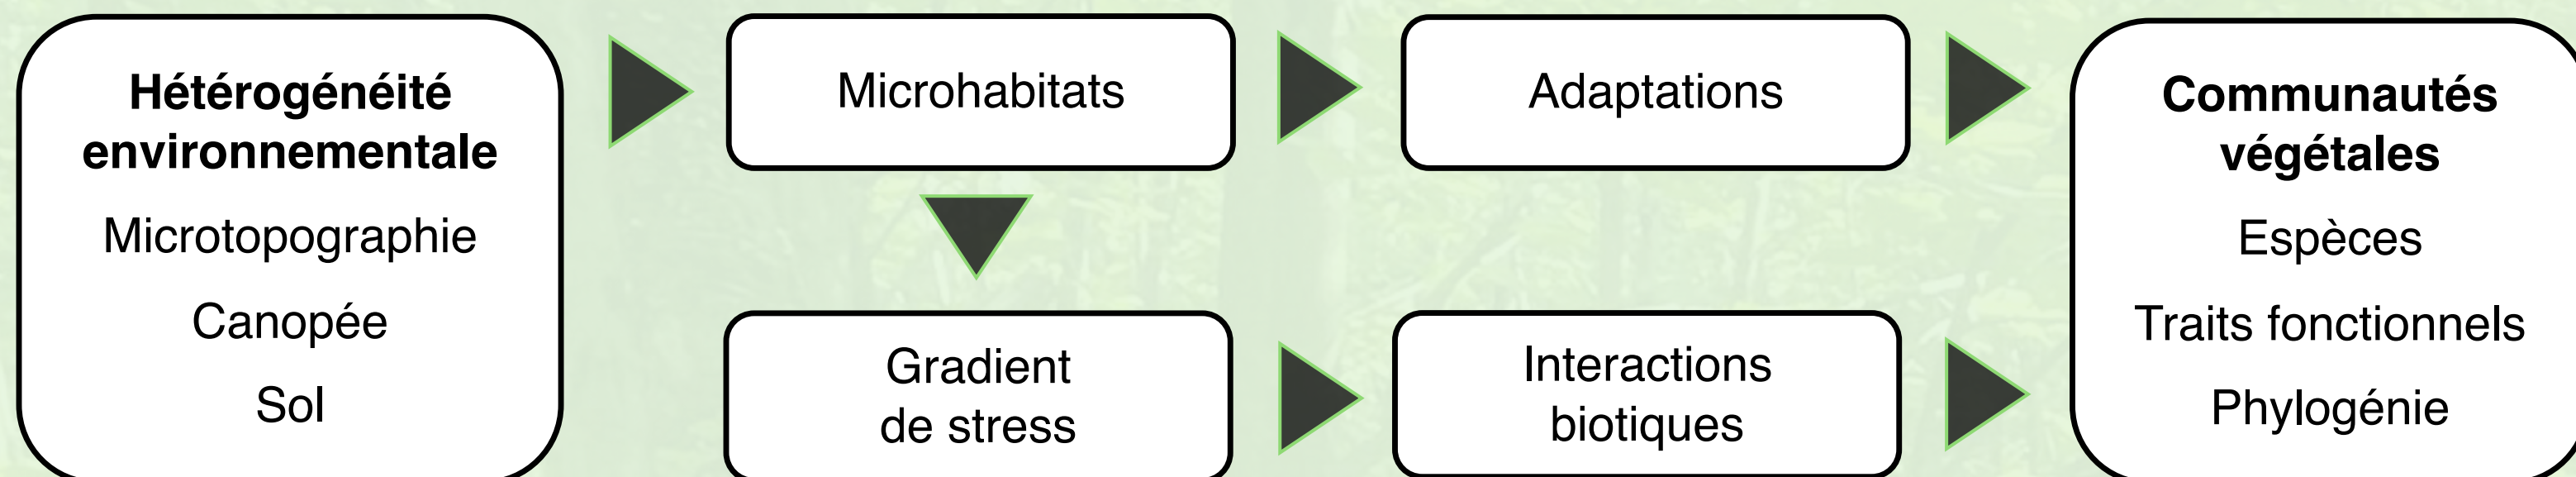 Hétérogénéité
environnementale
Microtopographie
Canopée
Sol
Microhabitats
Adaptations
Gradient
de stress
Interactions
biotiques
Communautés
végétales
Espèces
Traits fonctionnels
Phylogénie